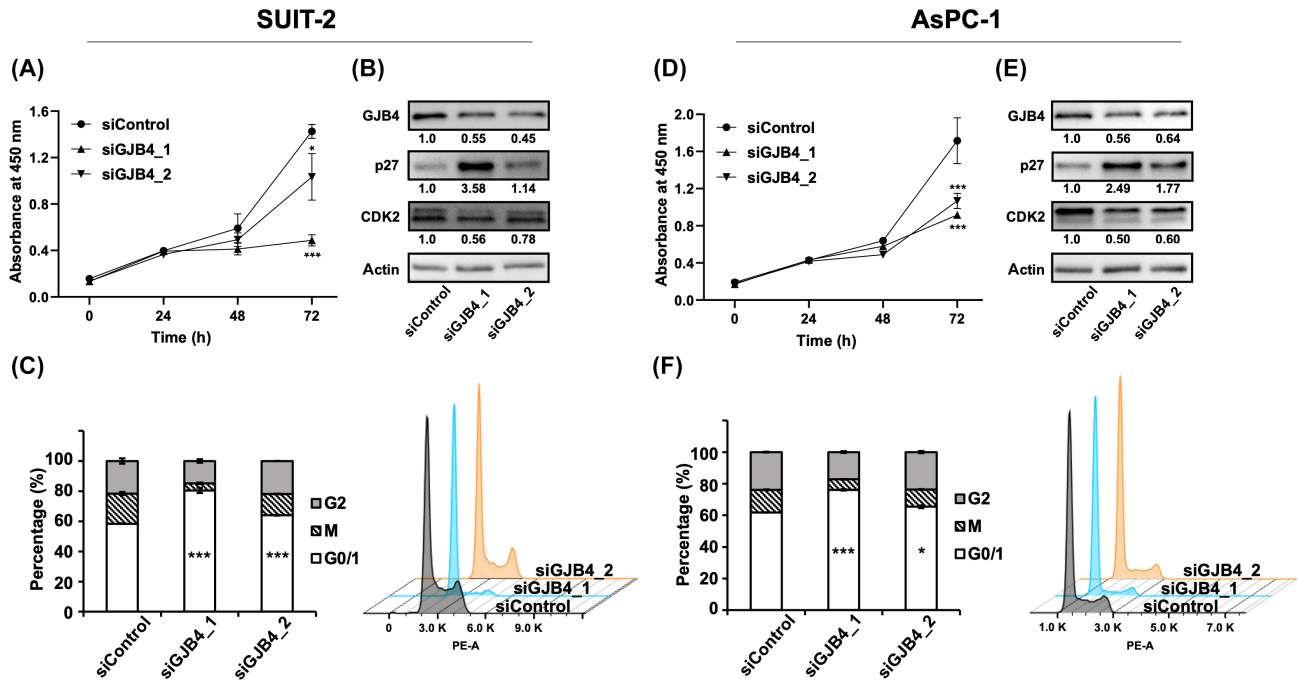 SUIT-2
AsPC-1
(A)
Absorbance at 450 nm
1.6
1.2
0.8
0.4
0.0
siControl
siGJB4_1
siGJB4_2
*
***
0 24 48 72
Time (h)
(B)
GJB4
1.0 0.55 0.45
p27
1.0 3.58 1.14
CDK2
1.0 0.56 0.78
Actin
siControl siGJB4_1 siGJB4_2
(D)
Absorbance at 450 nm
2.0
1.6
1.2
0.8
0.4
0.0
siControl
siGJB4_1
siGJB4_2
***
***
0 24 48 72
Time (h)
(E)
GJB4
1.0 0.56 0.64
p27
1.0 2.49 1.77
CDK2
1.0 0.50 0.60
Actin
siControl siGJB4_1 siGJB4_2
(C)
Percentage (%)
100
80
60
40
20
0
*** ***
siControl siGJB4_1 siGJB4_2
G2
M
G0/1
siGJB4_2
siGJB4_1
siControl
0 3.0 K 6.0 K 9.0 K
PE-A
(F)
Percentage (%)
100
80
60
40
20
0
*** *
siControl siGJB4_1 siGJB4_2
G2
M
G0/1
siGJB4_2
siGJB4_1
siControl
1.0 K 3.0 K 5.0 K 7.0 K
PE-A